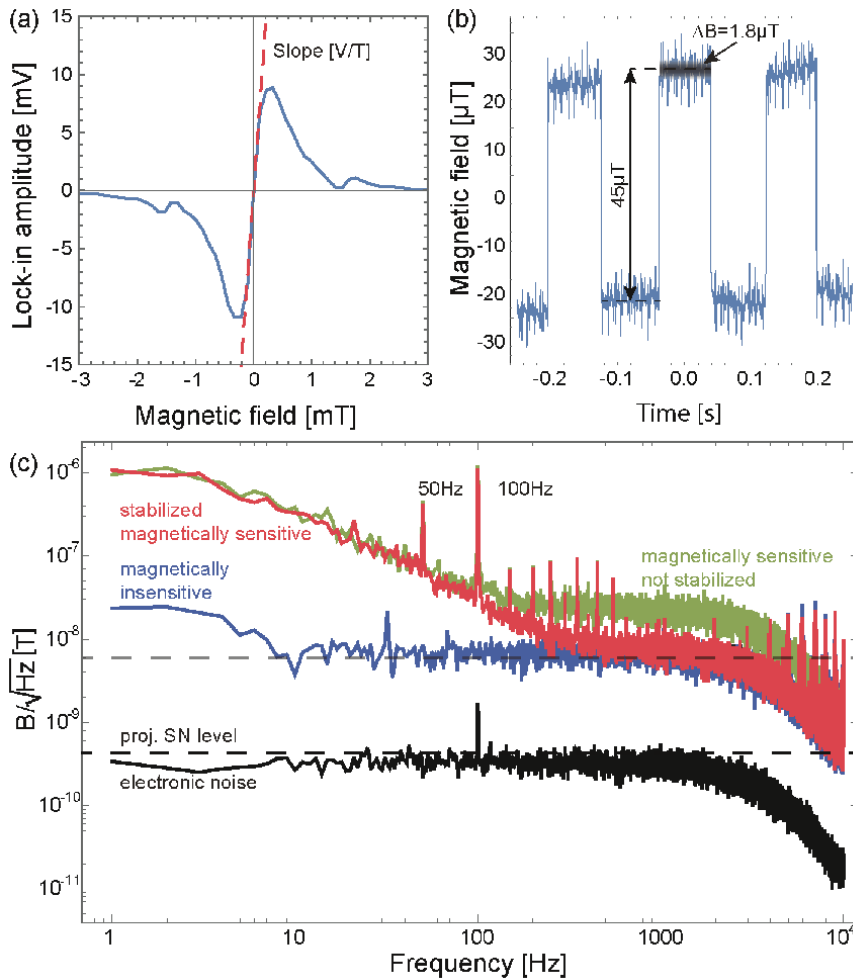 (a)
15
10
5
0
-5
-10
-15
Lock-in amplitude [mV]
Slope [V/T]
-3
-2
-1
0
1
2
3
Magnetic field [mT]
(b)
30
20
10
0
-10
-20
-30
Magnetic field [µT]
ΔB=1.8µT
45µT
-0.2
-0.1
0.0
0.1
0.2
Time [s]
(c)
10⁻⁶
10⁻⁷
10⁻⁸
10⁻⁹
10⁻¹⁰
10⁻¹¹
B/√Hz [T]
50Hz
100Hz
stabilized
magnetically sensitive
magnetically
insensitive
magnetically sensitive
not stabilized
proj. SN level
electronic noise
1
10
100
1000
10⁴
Frequency [Hz]